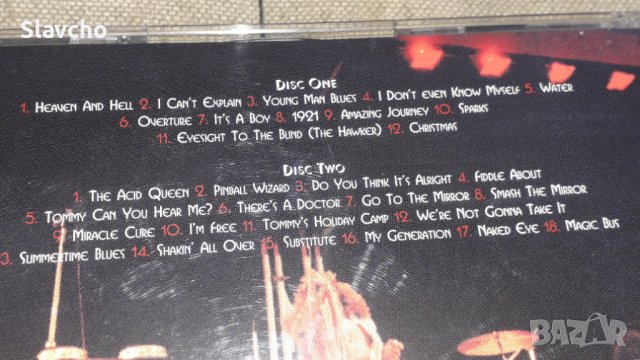 Slavcho
DISC ONE
1. HEAVEN AND HELL 2. I CAN'T EXPLAIN 3. YOUNG MAN BLUES 4. I DON'T EVEN KNOW MYSELF 5. WATER
6. OVERTURE 7. IT'S A BOY 8. 1921 9. AMAZING JOURNEY 10. SPARKS
11. EYESIGHT TO THE BLIND (THE HAWKER) 12. CHRISTMAS
DISC TWO
1. THE ACID QUEEN 2. PINBALL WIZARD 3. DO YOU THINK IT'S ALRIGHT 4. FIDDLE ABOUT
5. TOMMY CAN YOU HEAR ME? 6. THERE'S A DOCTOR 7. GO TO THE MIRROR 8. SMASH THE MIRROR
9. MIRACLE CURE 10. I'M FREE 11. TOMMY'S HOLIDAY CAMP 12. WE'RE NOT GONNA TAKE IT
3. SUMMERTIME BLUES 14. SHAKIN' ALL OVER 15. SUBSTITUTE 16. MY GENERATION 17. NAKED EYE 18. MAGIC BUS
BAZAR
bg